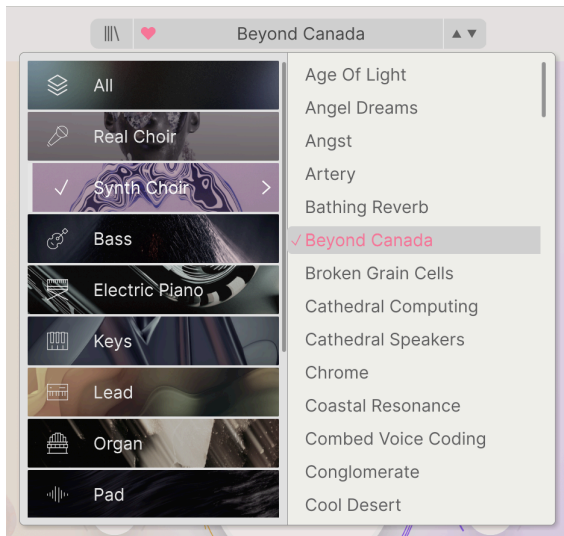 Beyond Canada
All
Real Choir
Synth Choir
Bass
Electric Piano
Keys
Lead
Organ
Pad
Age Of Light
Angel Dreams
Angst
Artery
Bathing Reverb
Beyond Canada
Broken Grain Cells
Cathedral Computing
Cathedral Speakers
Chrome
Coastal Resonance
Combed Voice Coding
Conglomerate
Cool Desert